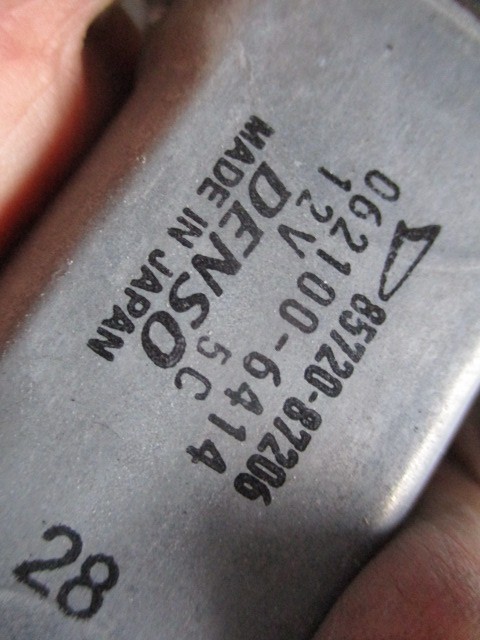 85720-87206
062100-6414
12V 5C
DENSO
MADE IN JAPAN
28